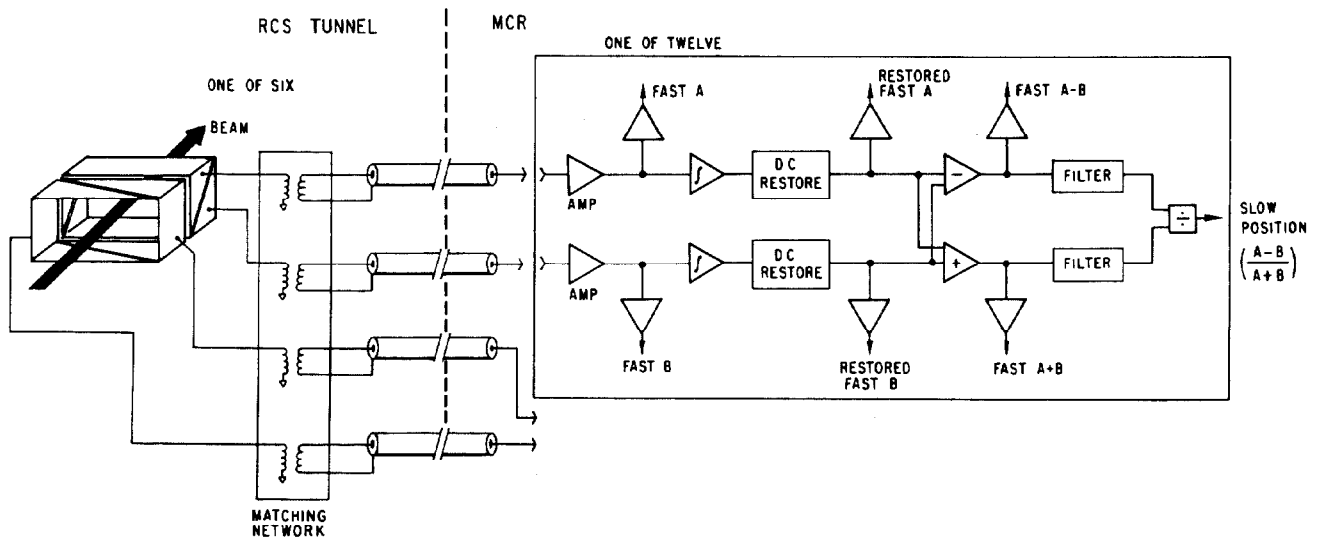 RCS TUNNEL
MCR
ONE OF TWELVE
ONE OF SIX
BEAM
FAST A
RESTORED
FAST A
FAST A-B
AMP
∫
DC
RESTORE
−
FILTER
÷
SLOW
POSITION
(A-B
A+B)
AMP
∫
DC
RESTORE
+
FILTER
FAST B
RESTORED
FAST B
FAST A+B
MATCHING
NETWORK